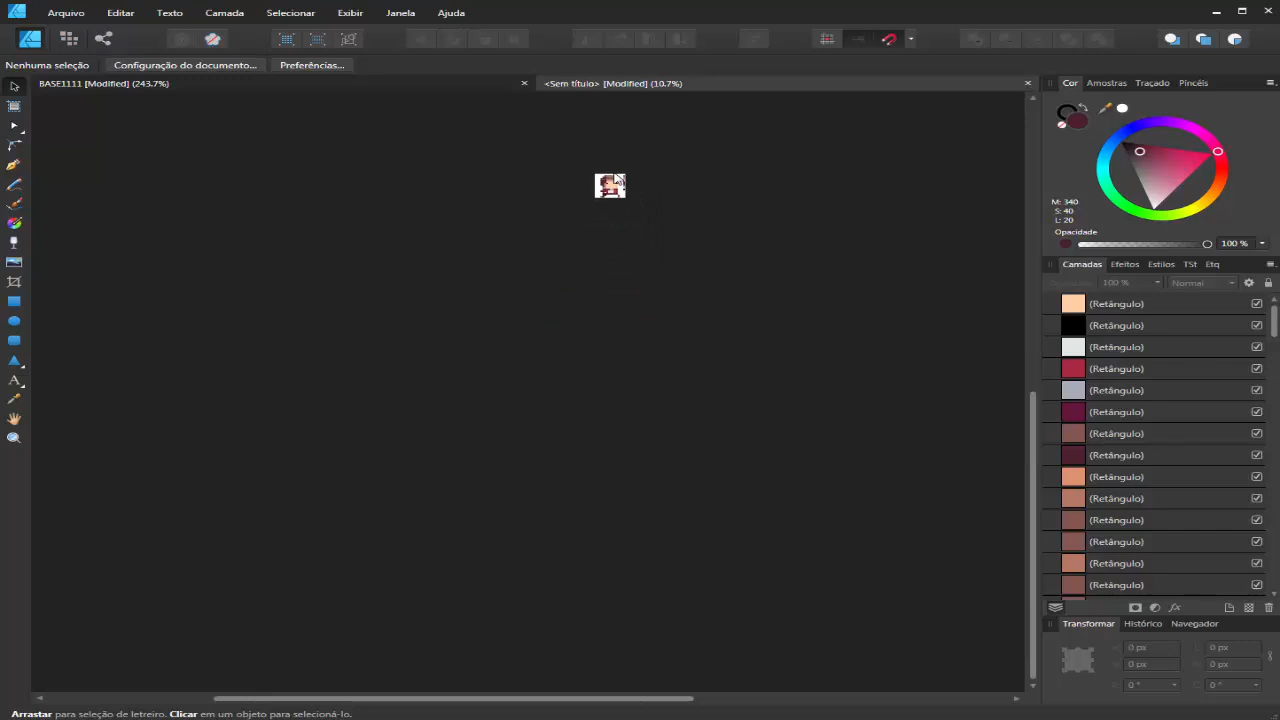 Arquivo Editar Texto Camada Selecionar Exibir Janela Ajuda
Nenhuma seleção Configuração do documento... Preferências...
BASE1111 [Modified] (243.7%) <Sem título> [Modified] (10.7%)
Cor Amostras Traçado Pincéis
M: 340
S: 40
L: 20
Opacidade
100 %
Camadas Efeitos Estilos TSt Etq
100 % Normal
(Retângulo)
(Retângulo)
(Retângulo)
(Retângulo)
(Retângulo)
(Retângulo)
(Retângulo)
(Retângulo)
(Retângulo)
(Retângulo)
(Retângulo)
(Retângulo)
(Retângulo)
(Retângulo)
Transformar Histórico Navegador
0 px 0 px
0 px 0 px
0 ° 0 °
Arrastar para seleção de letreiro. Clicar em um objeto para selecioná-lo.